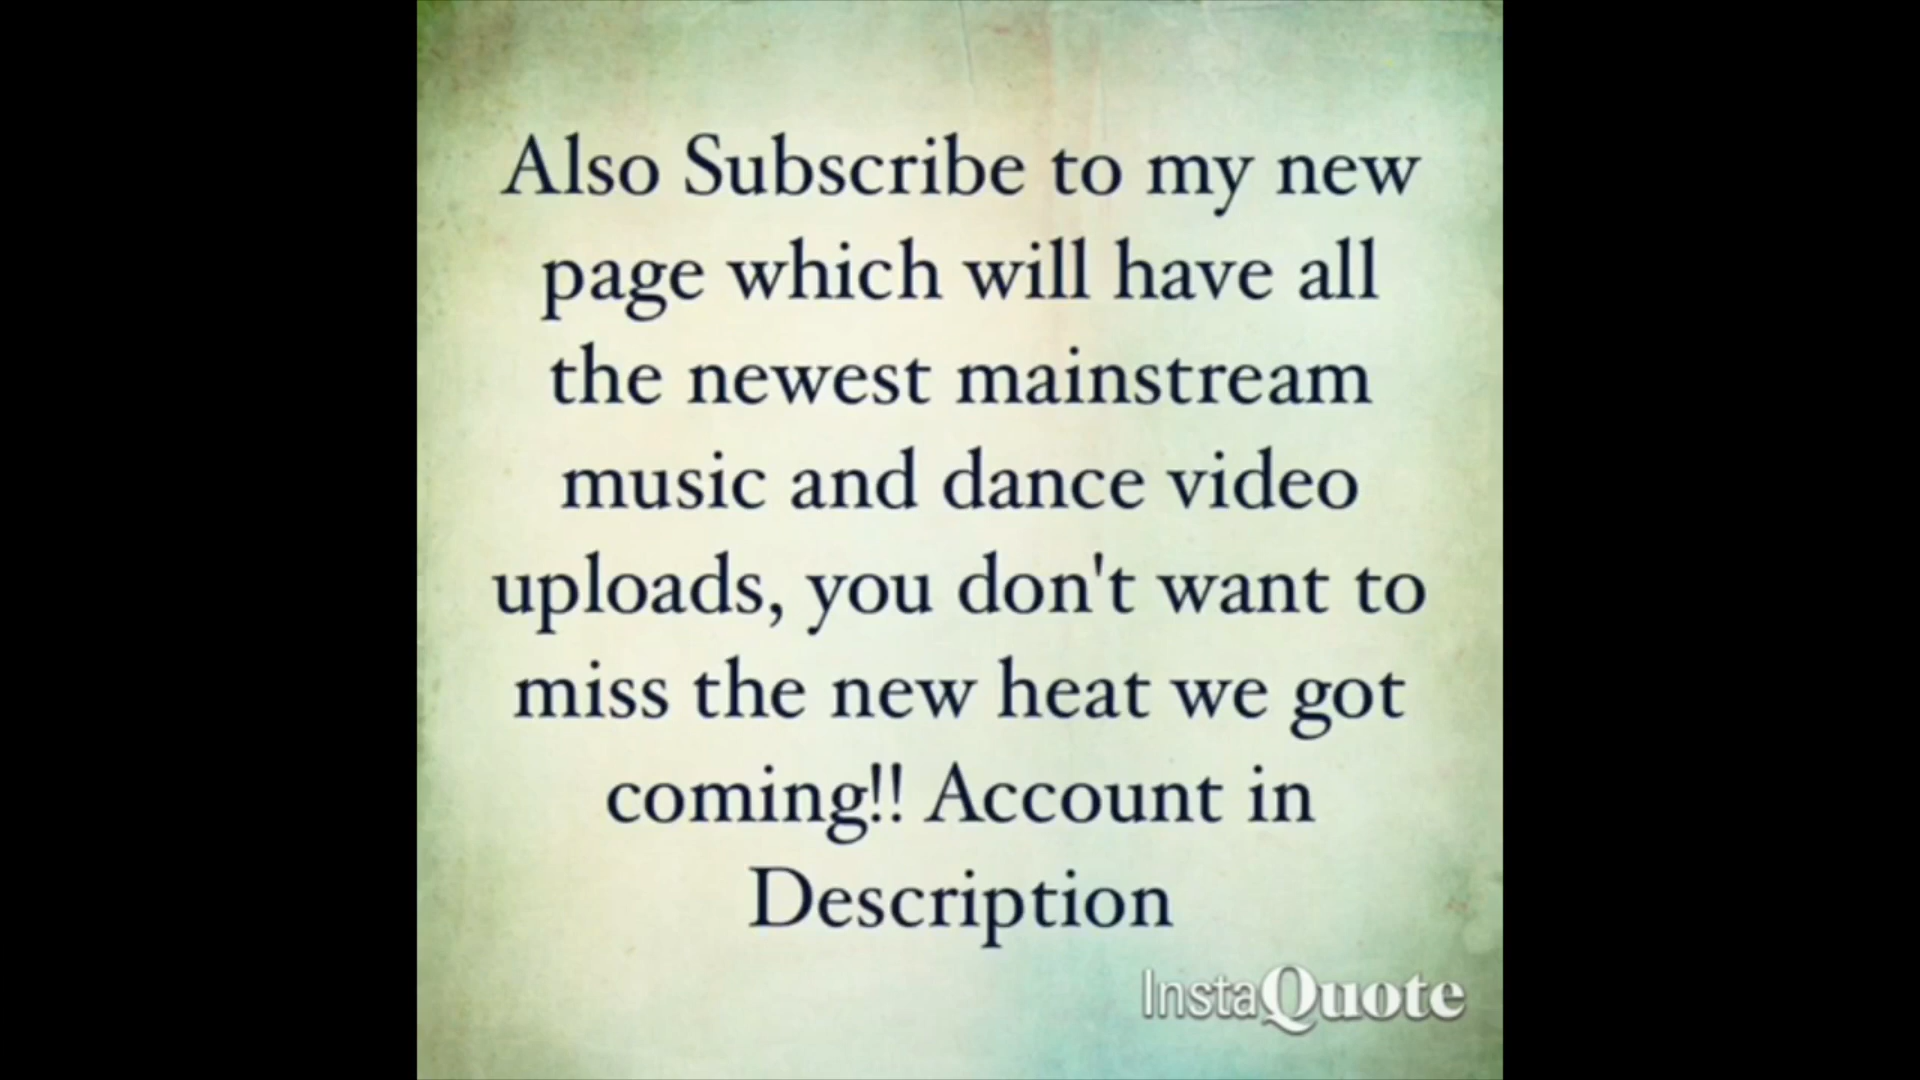 Also Subscribe to my new
page which will have all
the newest mainstream
music and dance video
uploads, you don't want to
miss the new heat we got
coming!! Account in
Description
InstaQuote